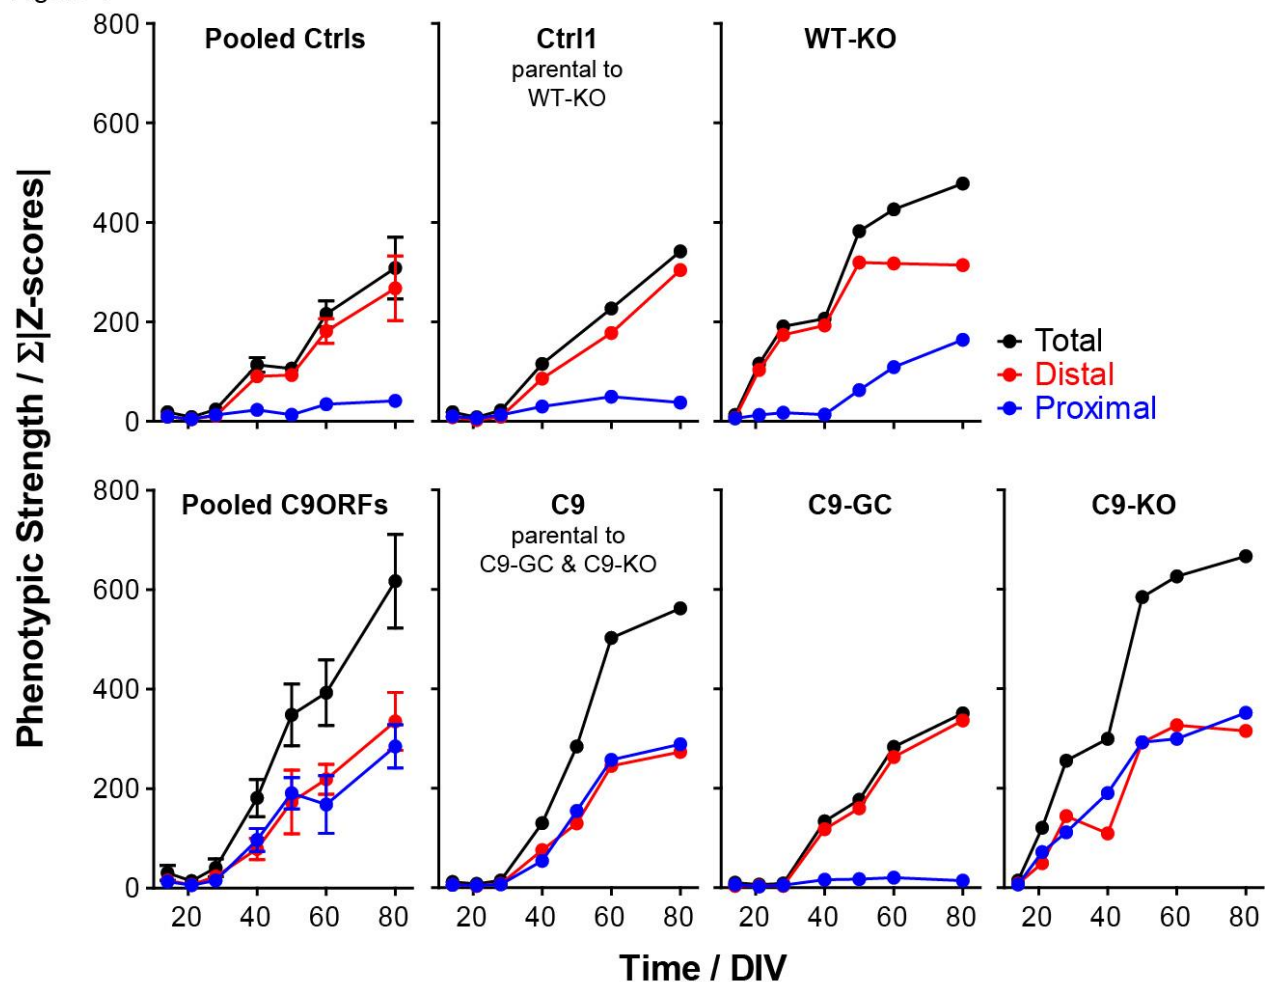 Phenotypic Strength / Σ|Z-scores|
800
600
400
200
0
Pooled Ctrls
Ctrl1
parental to
WT-KO
WT-KO
Total
Distal
Proximal
800
600
400
200
0
Pooled C9ORFs
C9
parental to
C9-GC & C9-KO
C9-GC
C9-KO
20 40 60 80
20 40 60 80
20 40 60 80
20 40 60 80
Time / DIV